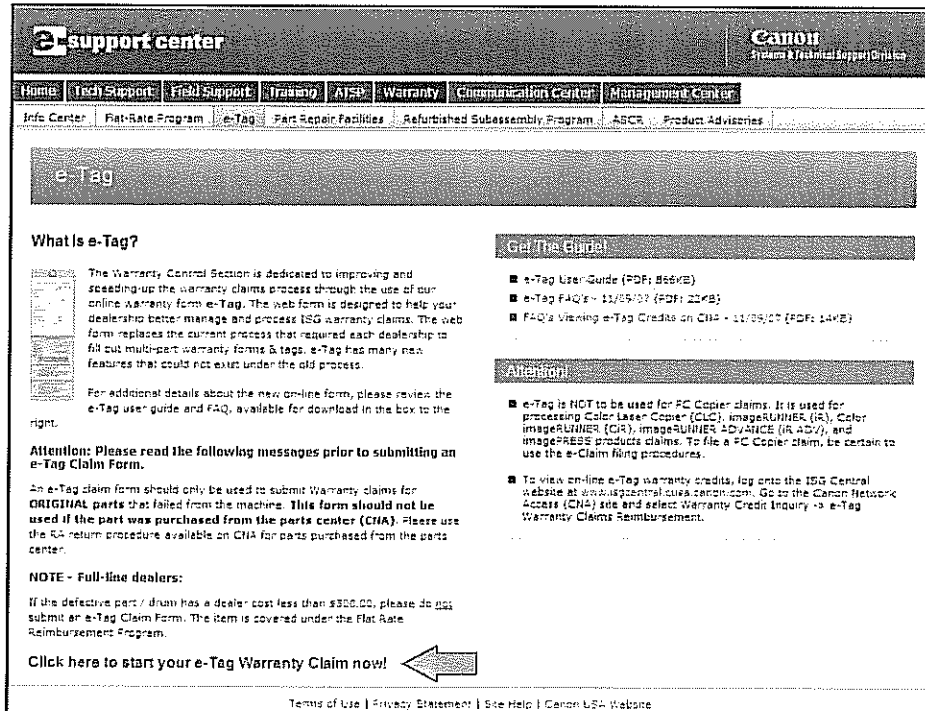 e-support center
Canon
Systems & Technical Support Division
Home Tech Support Field Support Training ATSP Warranty Communication Center Management Center
Info Center Flat-Rate Program e-Tag Part Repair Facilities Refurbished Subassembly Program ASCR Product Advisories
e-Tag
What Is e-Tag?
The Warranty Control Section is dedicated to improving and
speeding-up the warranty claims process through the use of our
online warranty form e-Tag. The web form is designed to help your
dealership better manage and process ISG warranty claims. The web
form replaces the current process that required each dealership to
fill out multi-part warranty forms & tags. e-Tag has many new
features that could not exist under the old process.
For additional details about the new on-line form, please review the
e-Tag user guide and FAQ, available for download in the box to the
right.
Attention: Please read the following messages prior to submitting an
e-Tag Claim Form.
An e-Tag claim form should only be used to submit Warranty claims for
ORIGINAL parts that failed from the machine. This form should not be
used if the part was purchased from the parts center (CNA). Please use
the RA return procedure available on CNA for parts purchased from the parts
center.
NOTE - Full-line dealers:
If the defective part / drum has a dealer cost less than $300.00, please do not
submit an e-Tag Claim Form. The item is covered under the Flat Rate
Reimbursement Program.
Click here to start your e-Tag Warranty Claim now!
Get The Guide!
e-Tag User Guide (PDF: 866KB)
e-Tag FAQ's - 11/09/07 (PDF: 22KB)
FAQ's Viewing e-Tag Credits on CNA - 11/09/07 (PDF: 14KB)
Attention!
e-Tag is NOT to be used for PC Copier claims. It is used for
processing Color Laser Copier (CLC), imageRUNNER (iR), Color
imageRUNNER (CiR), imageRUNNER ADVANCE (iR ADV), and
imagePRESS products claims. To file a PC Copier claim, be certain to
use the e-Claim filing procedures.
To view on-line e-Tag warranty credits, log onto the ISG Central
website at www.isgcentral.cusa.canon.com. Go to the Canon Network
Access (CNA) site and select Warranty Credit Inquiry -> e-Tag
Warranty Claims Reimbursement.
Terms of Use | Privacy Statement | Site Help | Canon USA Website